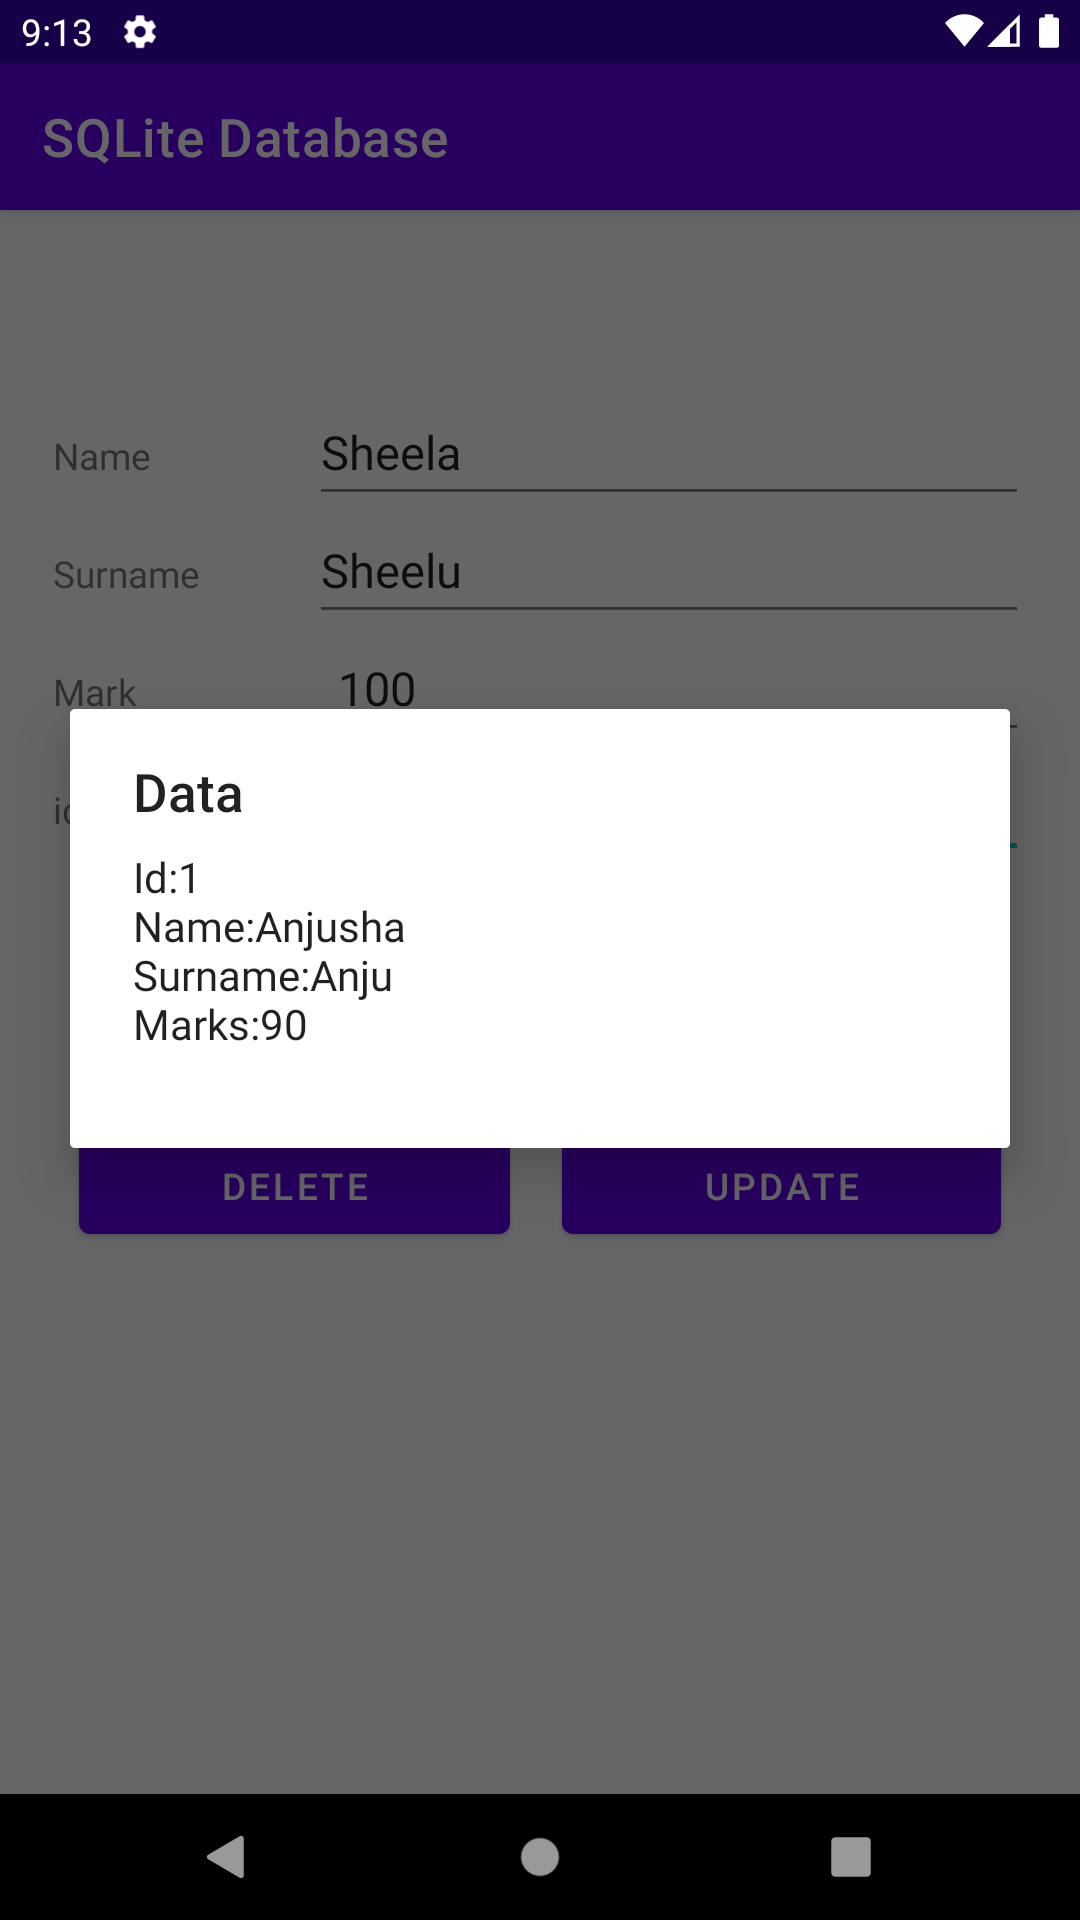 9:13
SQLite Database
Name
Sheela
Surname
Sheelu
Mark
100
Data
Id:1
Name:Anjusha
Surname:Anju
Marks:90
DELETE
UPDATE